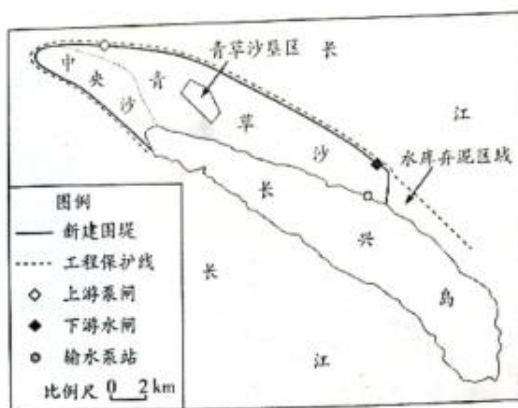 青草沙垦区
长
江
中
央
沙
青
草
沙
水库弃泥区域
长
兴
岛
长
江
图例
新建围堤
工程保护线
上游泵闸
下游水闸
输水泵站
比例尺 0 2 km